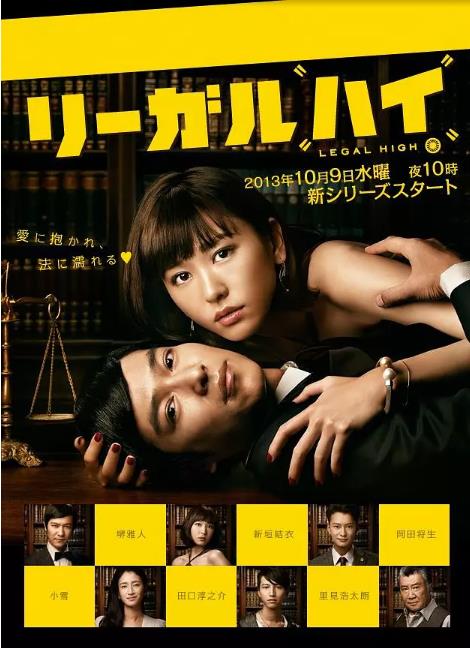 リーガル"ハイ"
LEGAL HIGH
2013年10月9日水曜 夜10時
新シリーズスタート
愛に抱かれ、
法に濡れる♥
堺雅人
新垣結衣
岡田将生
小雪
田口淳之介
里見浩太朗